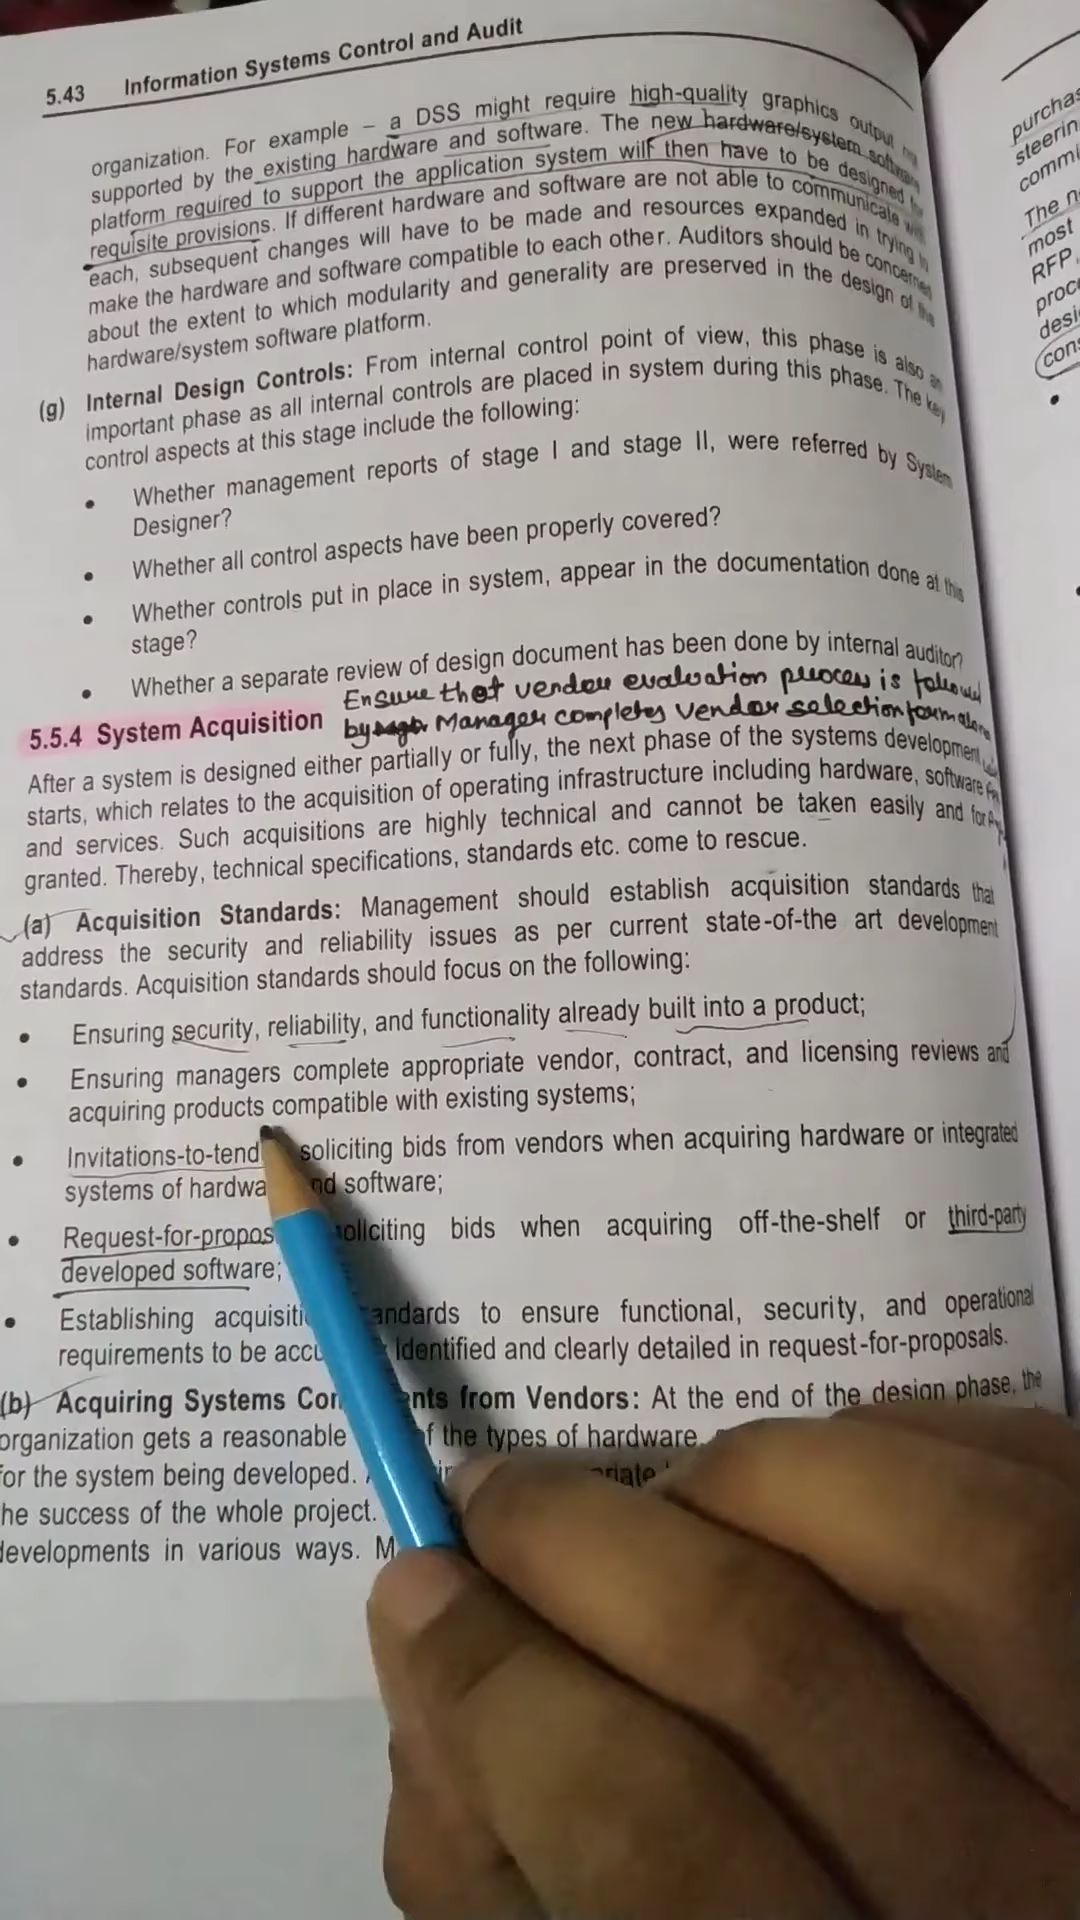 5.43 Information Systems Control and Audit
organization. For example – a DSS might require high-quality graphics output not
supported by the existing hardware and software. The new hardware/system software
platform required to support the application system will then have to be designed for
requisite provisions. If different hardware and software are not able to communicate with
each, subsequent changes will have to be made and resources expanded in trying to
make the hardware and software compatible to each other. Auditors should be concerned
about the extent to which modularity and generality are preserved in the design of the
hardware/system software platform.
(g) Internal Design Controls: From internal control point of view, this phase is also an
important phase as all internal controls are placed in system during this phase. The key
control aspects at this stage include the following:
• Whether management reports of stage I and stage II, were referred by System
Designer?
• Whether all control aspects have been properly covered?
• Whether controls put in place in system, appear in the documentation done at this
stage?
• Whether a separate review of design document has been done by internal auditor?
Ensure that vendor evaluation process is followed
5.5.4 System Acquisition by Manager completes vendor selection form
After a system is designed either partially or fully, the next phase of the systems development
starts, which relates to the acquisition of operating infrastructure including hardware, software
and services. Such acquisitions are highly technical and cannot be taken easily and for
granted. Thereby, technical specifications, standards etc. come to rescue.
(a) Acquisition Standards: Management should establish acquisition standards that
address the security and reliability issues as per current state-of-the art development
standards. Acquisition standards should focus on the following:
• Ensuring security, reliability, and functionality already built into a product;
• Ensuring managers complete appropriate vendor, contract, and licensing reviews and
acquiring products compatible with existing systems;
• Invitations-to-tend soliciting bids from vendors when acquiring hardware or integrated
systems of hardwa nd software;
• Request-for-propos oliciting bids when acquiring off-the-shelf or third-party
developed software;
• Establishing acquisiti andards to ensure functional, security, and operational
requirements to be accu identified and clearly detailed in request-for-proposals.
(b) Acquiring Systems Com nts from Vendors: At the end of the design phase, the
organization gets a reasonable f the types of hardware,
for the system being developed.
he success of the whole project.
developments in various ways. M
purchas
steerin
commi
The n
most
RFP
proc
desi
con
•